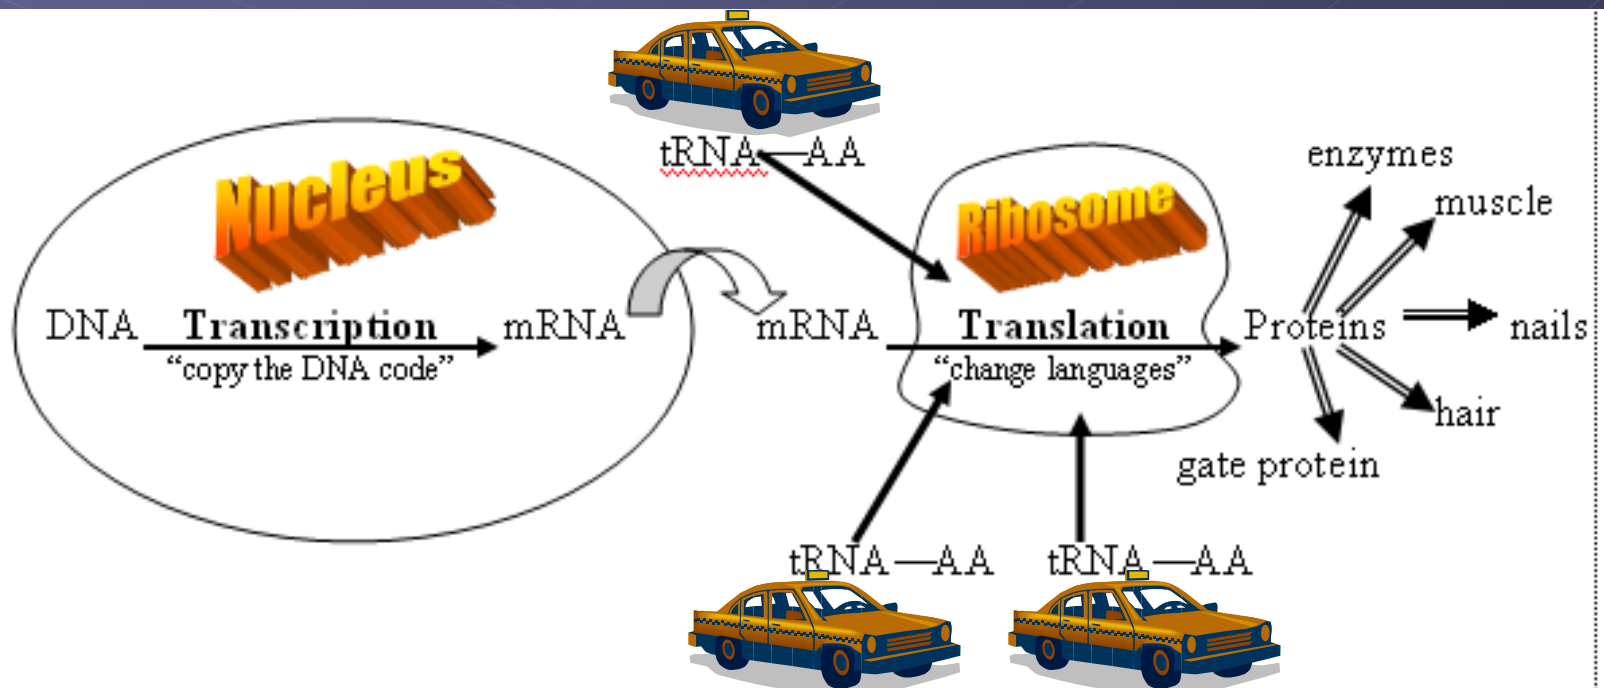 Nucleus
DNA Transcription mRNA
“copy the DNA code”
tRNA—AA
mRNA
Ribosome
Translation
“change languages”
Proteins
enzymes
muscle
nails
hair
gate protein
tRNA—AA
tRNA—AA